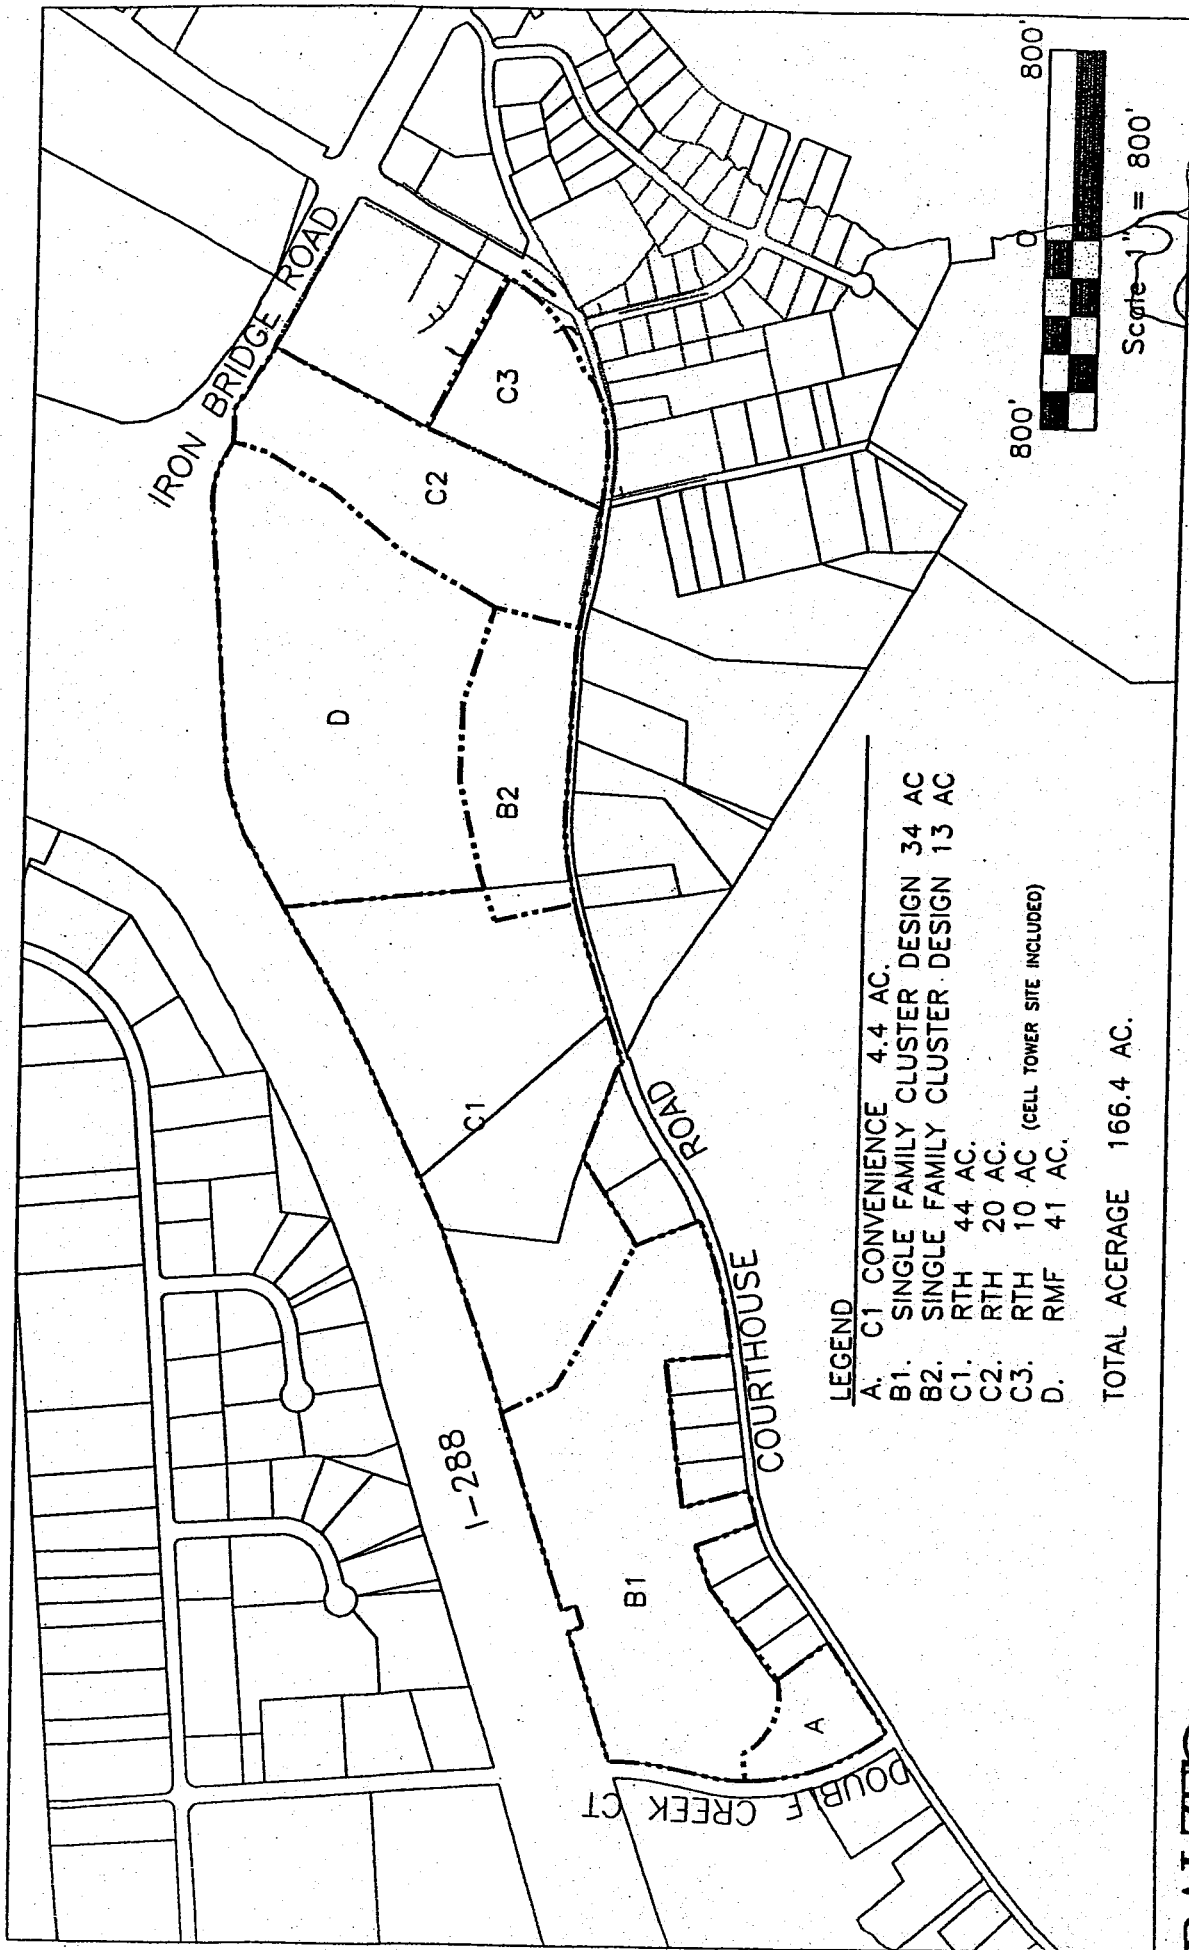 IRON BRIDGE ROAD
C3
C2
D
B2
C1
I-288
B1
A
COURTHOUSE ROAD
DOUBLE CREEK CT
800' 0 800'
Scale 1" = 800'
LEGEND
A. C1 CONVENIENCE 4.4 AC.
B1. SINGLE FAMILY CLUSTER DESIGN 34 AC
B2. SINGLE FAMILY CLUSTER DESIGN 13 AC
C1. RTH 44 AC.
C2. RTH 20 AC.
C3. RTH 10 AC (CELL TOWER SITE INCLUDED)
D. RMF 41 AC.
TOTAL ACERAGE 166.4 AC.